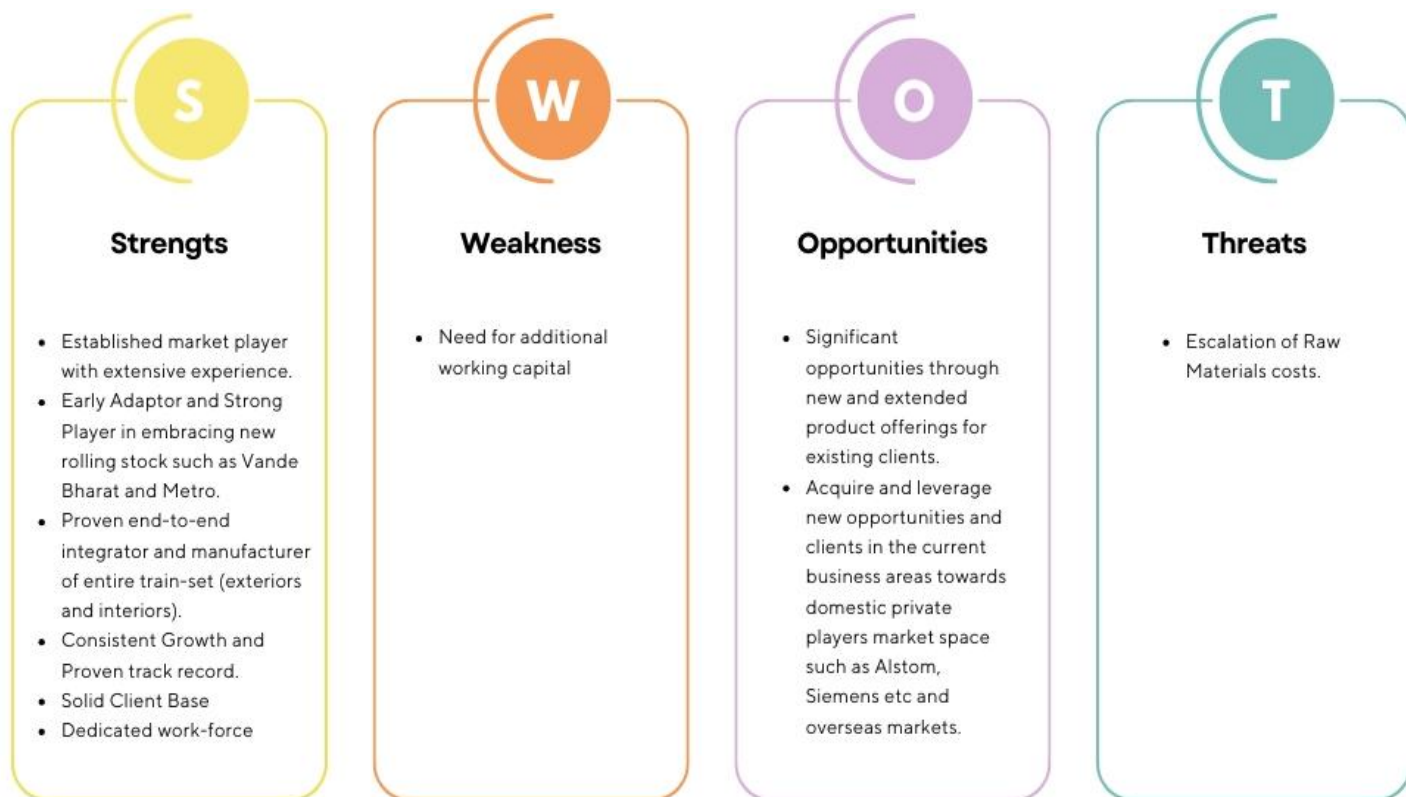 S
Strengts
• Established market player
with extensive experience.
• Early Adaptor and Strong
Player in embracing new
rolling stock such as Vande
Bharat and Metro.
• Proven end-to-end
integrator and manufacturer
of entire train-set (exteriors
and interiors).
• Consistent Growth and
Proven track record.
• Solid Client Base
• Dedicated work-force
W
Weakness
• Need for additional
working capital
O
Opportunities
• Significant
opportunities through
new and extended
product offerings for
existing clients.
• Acquire and leverage
new opportunities and
clients in the current
business areas towards
domestic private
players market space
such as Alstom,
Siemens etc and
overseas markets.
T
Threats
• Escalation of Raw
Materials costs.